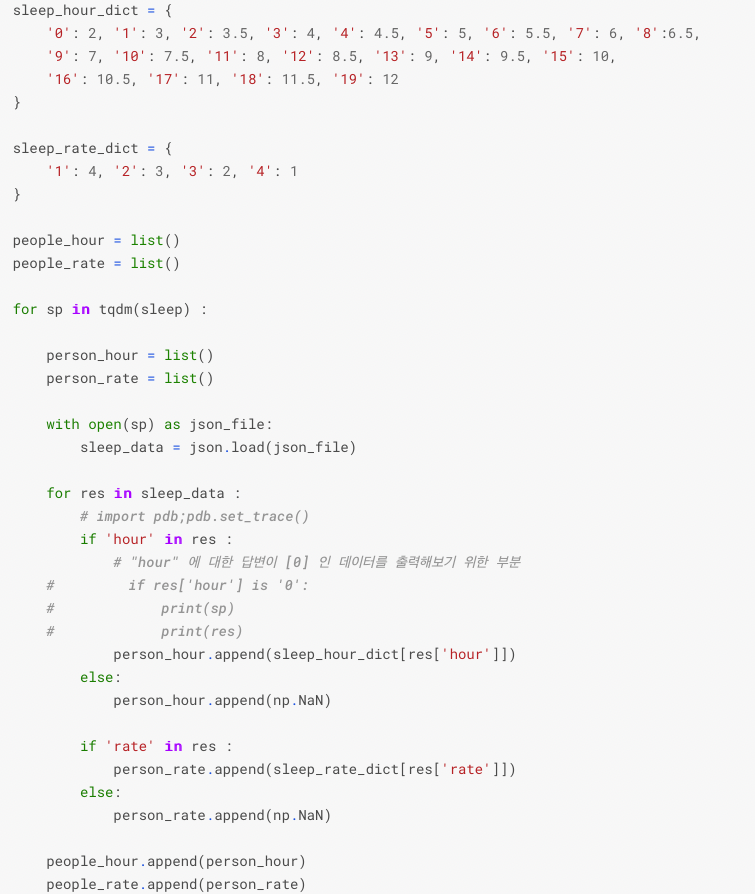 sleep_hour_dict = {
    '0': 2, '1': 3, '2': 3.5, '3': 4, '4': 4.5, '5': 5, '6': 5.5, '7': 6, '8':6.5,
    '9': 7, '10': 7.5, '11': 8, '12': 8.5, '13': 9, '14': 9.5, '15': 10,
    '16': 10.5, '17': 11, '18': 11.5, '19': 12
}

sleep_rate_dict = {
    '1': 4, '2': 3, '3': 2, '4': 1
}

people_hour = list()
people_rate = list()

for sp in tqdm(sleep) :

    person_hour = list()
    person_rate = list()

    with open(sp) as json_file:
        sleep_data = json.load(json_file)

    for res in sleep_data :
        # import pdb;pdb.set_trace()
        if 'hour' in res :
            # "hour" 에 대한 답변이 [0] 인 데이터를 출력해보기 위한 부분
    #         if res['hour'] is '0':
    #             print(sp)
    #             print(res)
            person_hour.append(sleep_hour_dict[res['hour']])
        else:
            person_hour.append(np.NaN)

        if 'rate' in res :
            person_rate.append(sleep_rate_dict[res['rate']])
        else:
            person_rate.append(np.NaN)

    people_hour.append(person_hour)
    people_rate.append(person_rate)